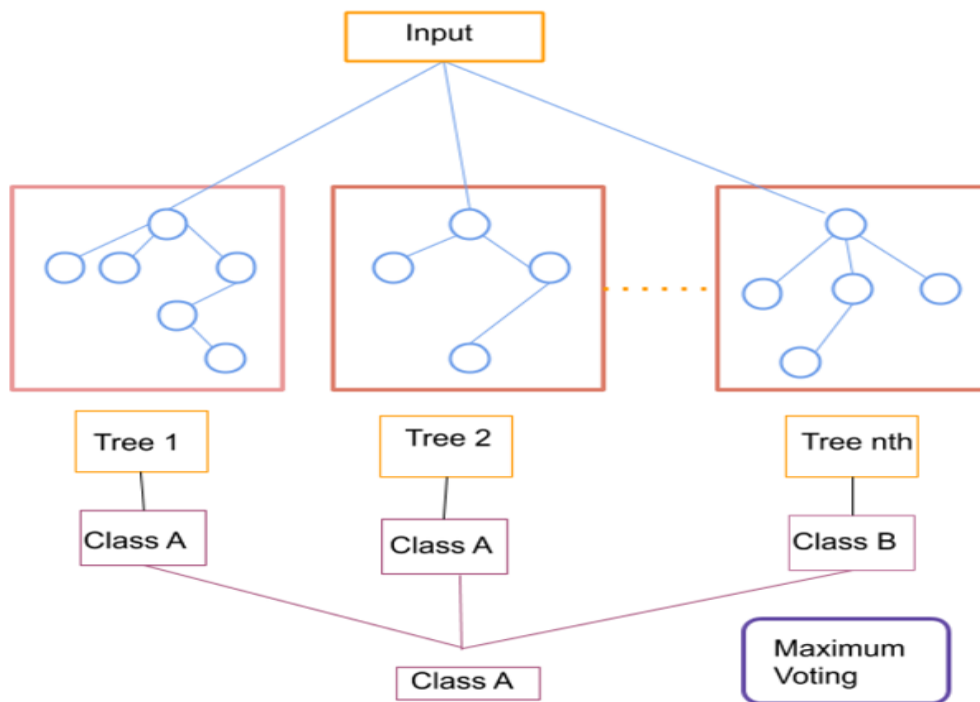 Input
Tree 1
Tree 2
Tree nth
Class A
Class A
Class B
Class A
Maximum
Voting